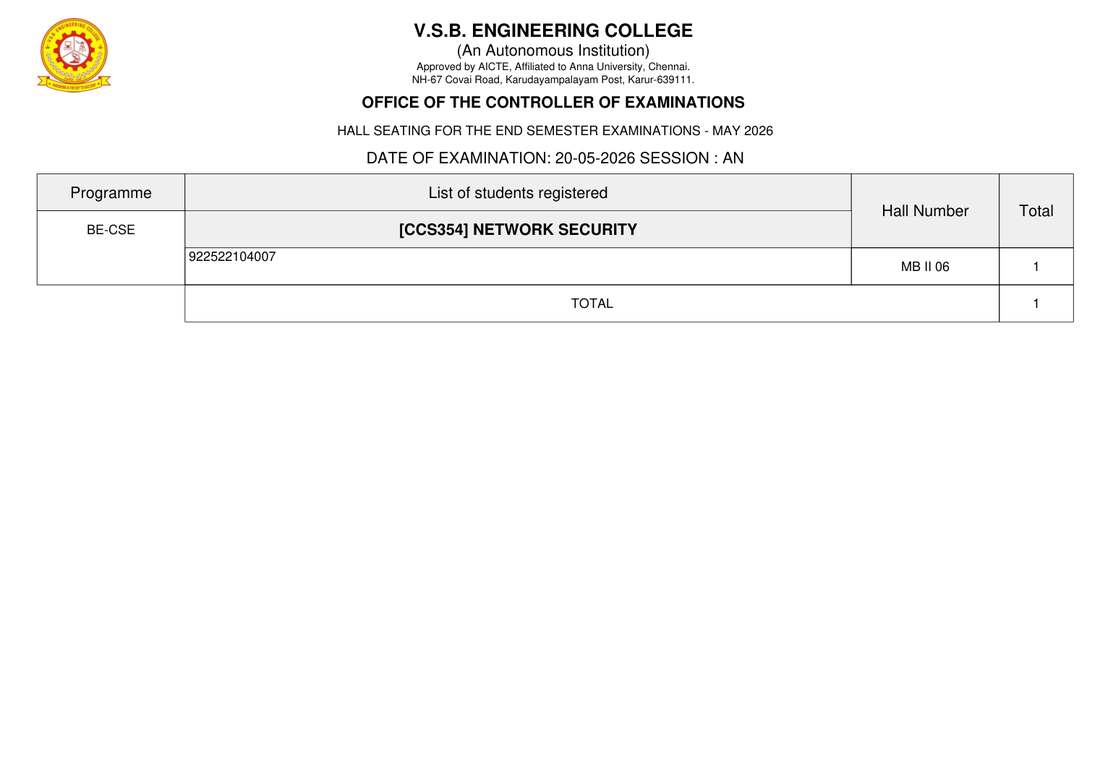 V.S.B. ENGINEERING COLLEGE
(An Autonomous Institution)
Approved by AICTE, Affiliated to Anna University, Chennai.
NH-67 Covai Road, Karudayampalayam Post, Karur-639111.
OFFICE OF THE CONTROLLER OF EXAMINATIONS
HALL SEATING FOR THE END SEMESTER EXAMINATIONS - MAY 2026
DATE OF EXAMINATION: 20-05-2026 SESSION : AN
Programme List of students registered Hall Number Total
BE-CSE [CCS354] NETWORK SECURITY
922522104007 MB II 06 1
TOTAL 1